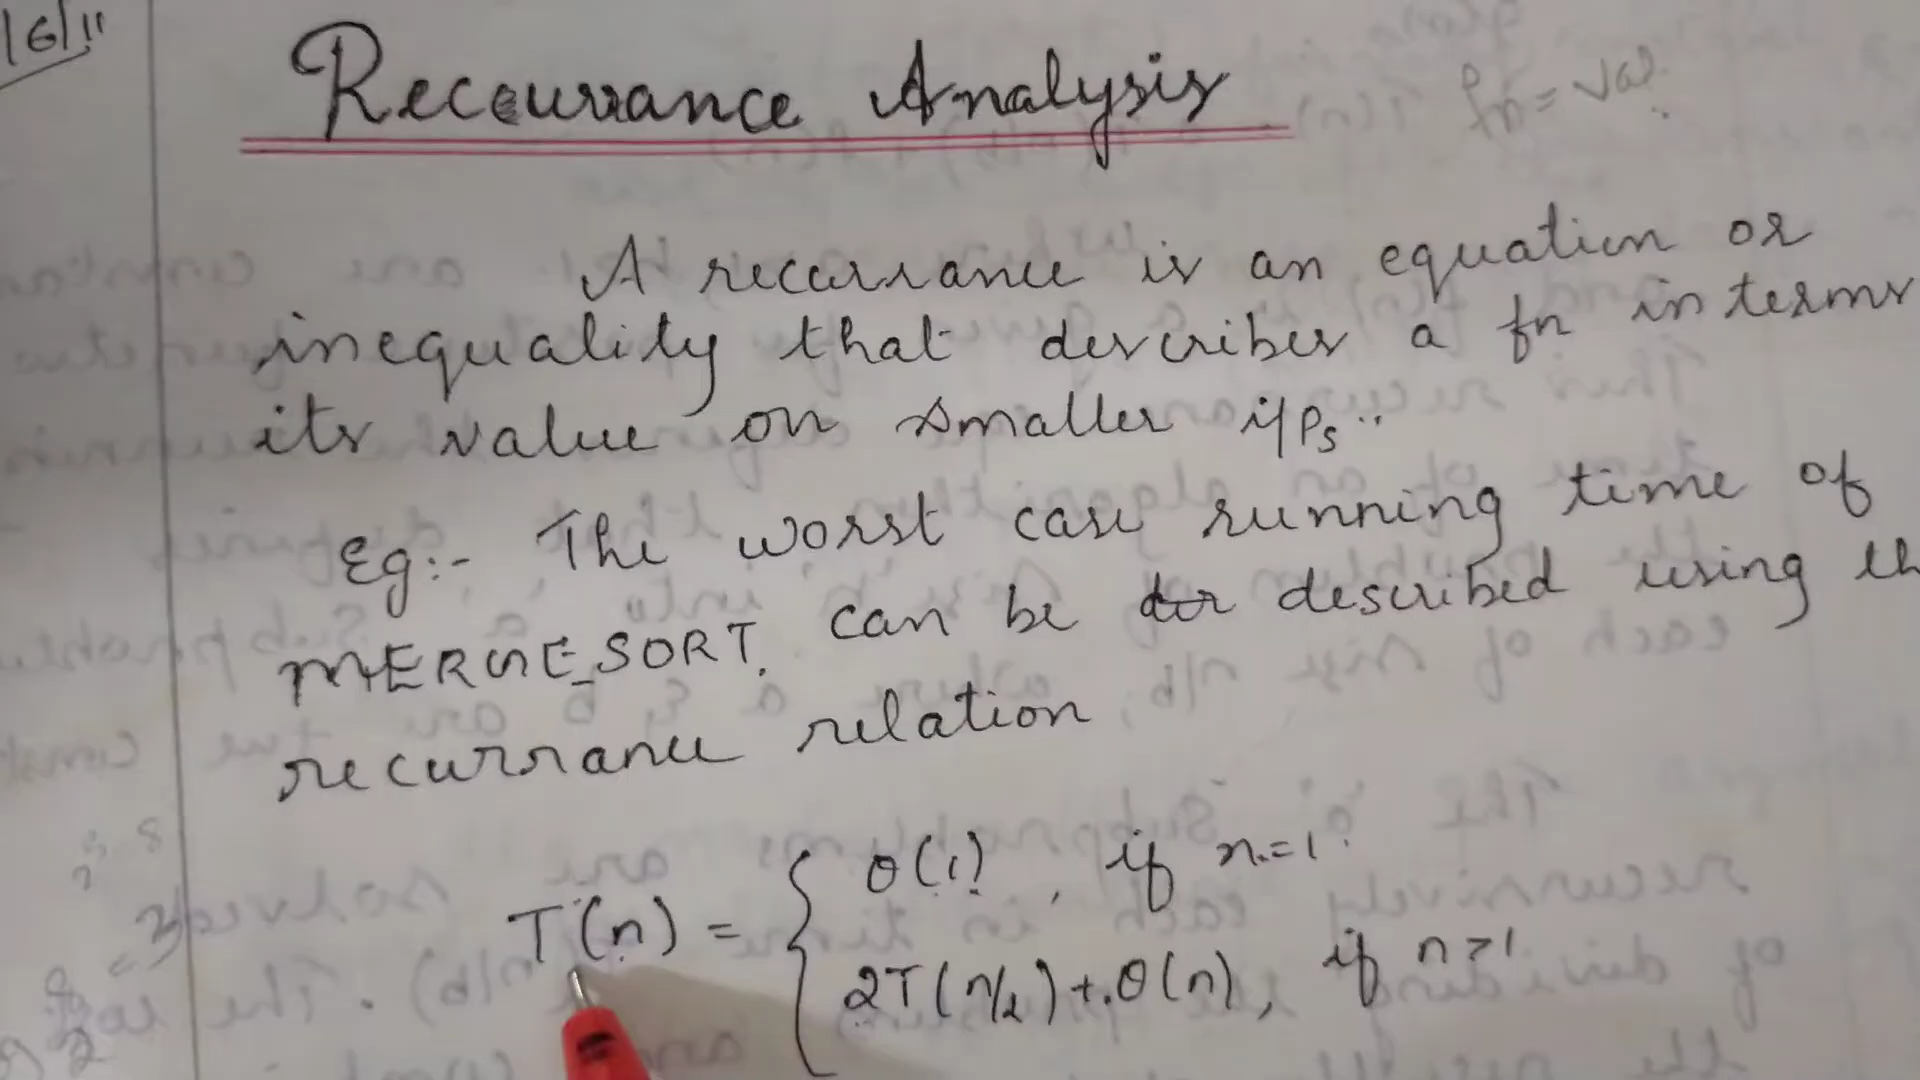 16/11
Reccurrance Analysis
A recurrance is an equation or
inequality that describes a fn in terms
its value on smaller i/Ps..
Eg:- The worst case running time of
MERGE_SORT. can be described using th
recurrance relation
T(n) = { θ(1), if n=1
2T(n/2) + θ(n), if n>1